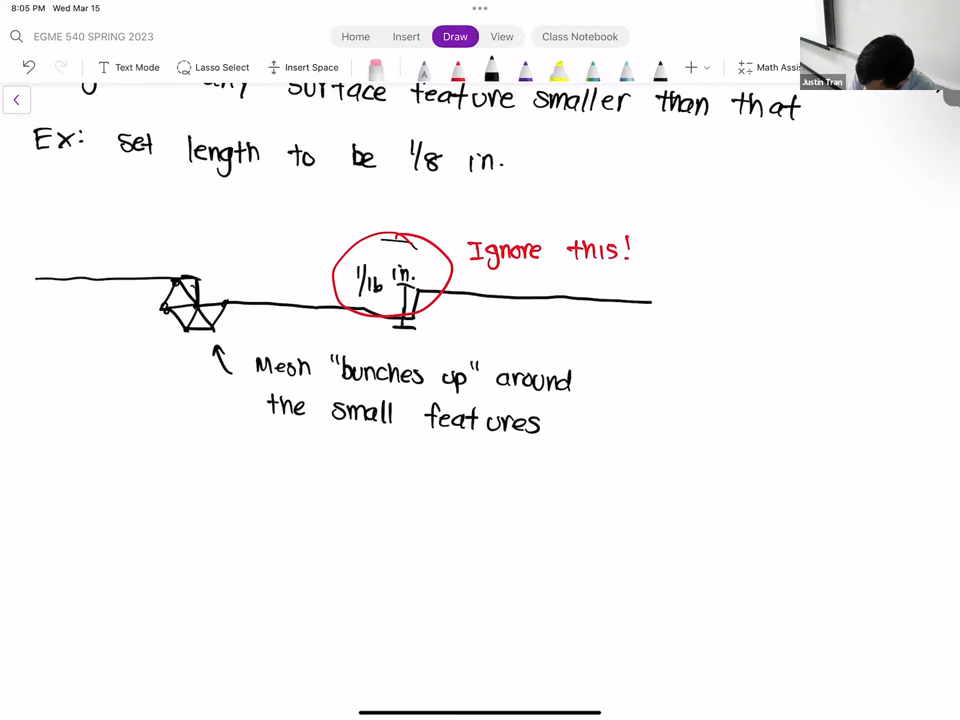 8:05 PM Wed Mar 15
EGME 540 SPRING 2023
Home Insert Draw View Class Notebook
Text Mode Lasso Select Insert Space Math Assis
Justin Tran
any surface feature smaller than that
Ex: set length to be 1/8 in.
Ignore this!
1/16 in.
Mesh "bunches up" around
the small features